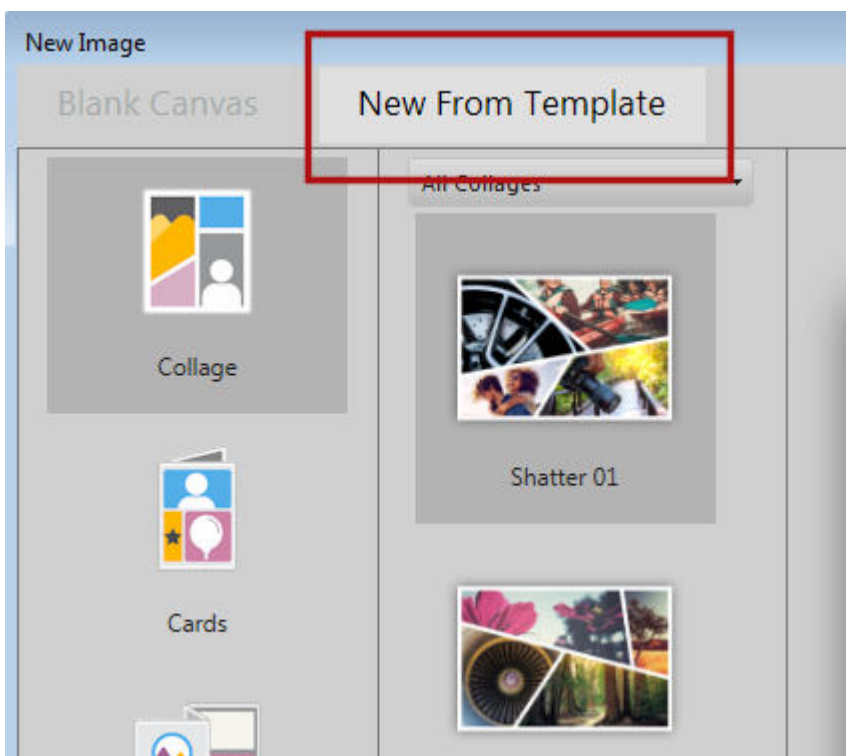 New Image
Blank Canvas
New From Template
All Collages
Collage
Shatter 01
Cards